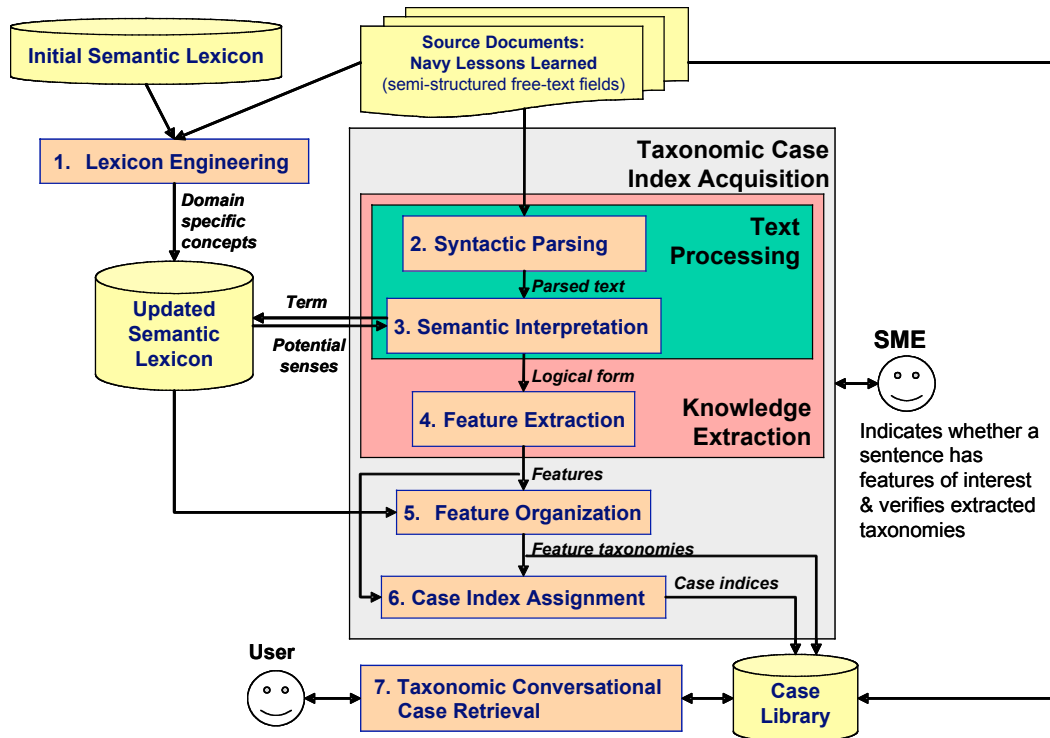 Initial Semantic Lexicon
Source Documents:
Navy Lessons Learned
(semi-structured free-text fields)
1. Lexicon Engineering
Domain
specific
concepts
Updated
Semantic
Lexicon
Term
Potential
senses
Taxonomic Case
Index Acquisition
Text
Processing
2. Syntactic Parsing
Parsed text
3. Semantic Interpretation
Logical form
4. Feature Extraction
Knowledge
Extraction
Features
5. Feature Organization
Feature taxonomies
6. Case Index Assignment
Case indices
SME
Indicates whether a
sentence has
features of interest
& verifies extracted
taxonomies
User
7. Taxonomic Conversational
Case Retrieval
Case
Library